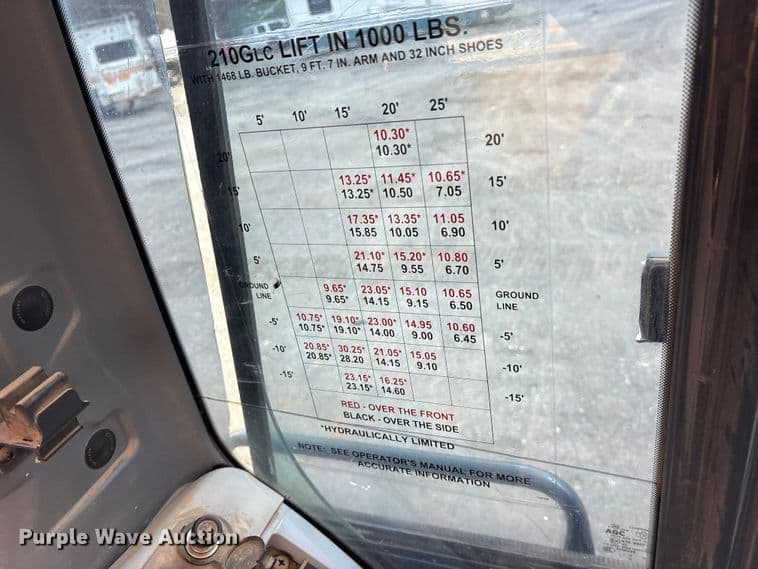 210GLC LIFT IN 1000 LBS.
WITH 1468 LB. BUCKET, 9 FT. 7 IN. ARM AND 32 INCH SHOES
5' 10' 15' 20' 25'
10.30*
20' 10.30* 20'
13.25* 11.45* 10.65*
15' 13.25* 10.50 7.05 15'
17.35* 13.35* 11.05
10' 15.85 10.05 6.90 10'
21.10* 15.20* 10.80
5' 14.75 9.55 6.70 5'
GROUND 9.65* 23.05* 15.10 10.65 GROUND
LINE 9.65* 14.15 9.15 6.50 LINE
-5' 10.75* 19.10* 23.00* 14.95 10.60
10.75* 19.10* 14.00 9.00 6.45 -5'
-10' 20.85* 30.25* 21.05* 15.05
20.85* 28.20 14.15 9.10 -10'
-15' 23.15* 16.25*
23.15* 14.60 -15'
RED - OVER THE FRONT
BLACK - OVER THE SIDE
*HYDRAULICALLY LIMITED
NOTE: SEE OPERATOR'S MANUAL FOR MORE
ACCURATE INFORMATION
AGC
Purple Wave Auction